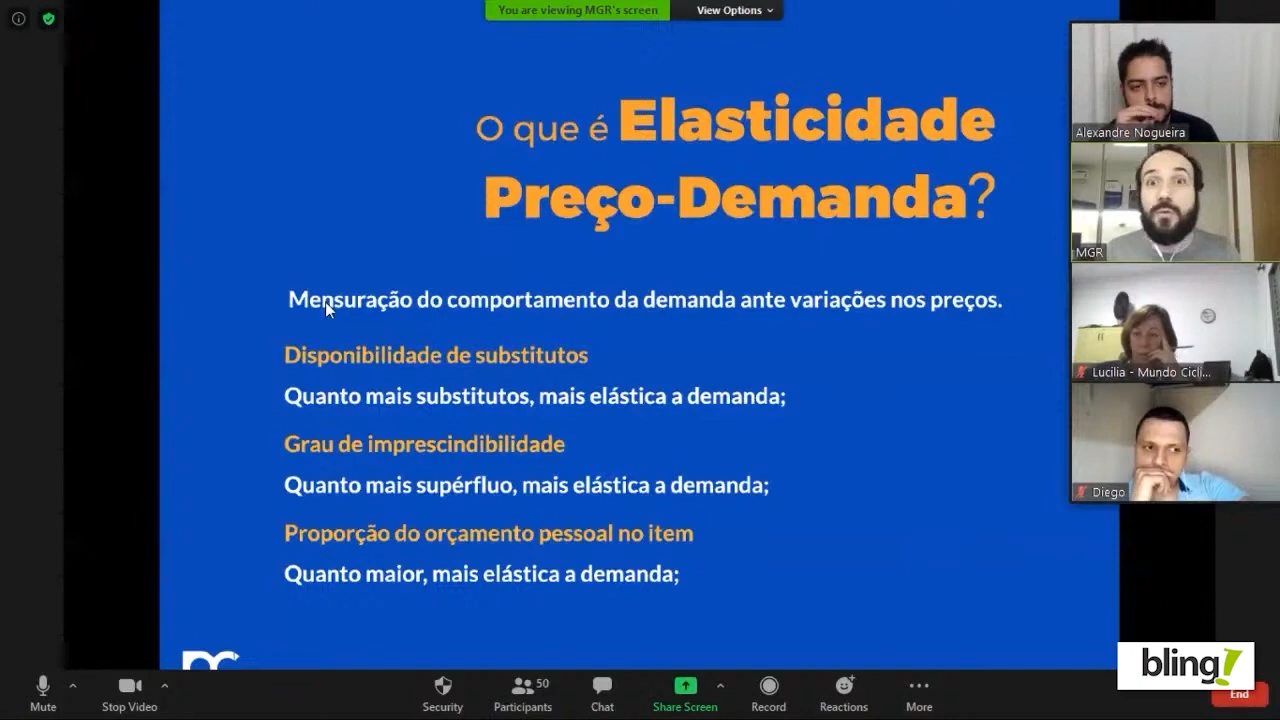 You are viewing MGR's screen
View Options
O que é Elasticidade
Preço-Demanda?
Mensuração do comportamento da demanda ante variações nos preços.
Disponibilidade de substitutos
Quanto mais substitutos, mais elástica a demanda;
Grau de imprescindibilidade
Quanto mais supérfluo, mais elástica a demanda;
Proporção do orçamento pessoal no item
Quanto maior, mais elástica a demanda;
Alexandre Nogueira
MGR
Lucília - Mundo Cicli...
Diego
bling!
Mute
Stop Video
Security
Participants
50
Chat
Share Screen
Record
Reactions
More
End